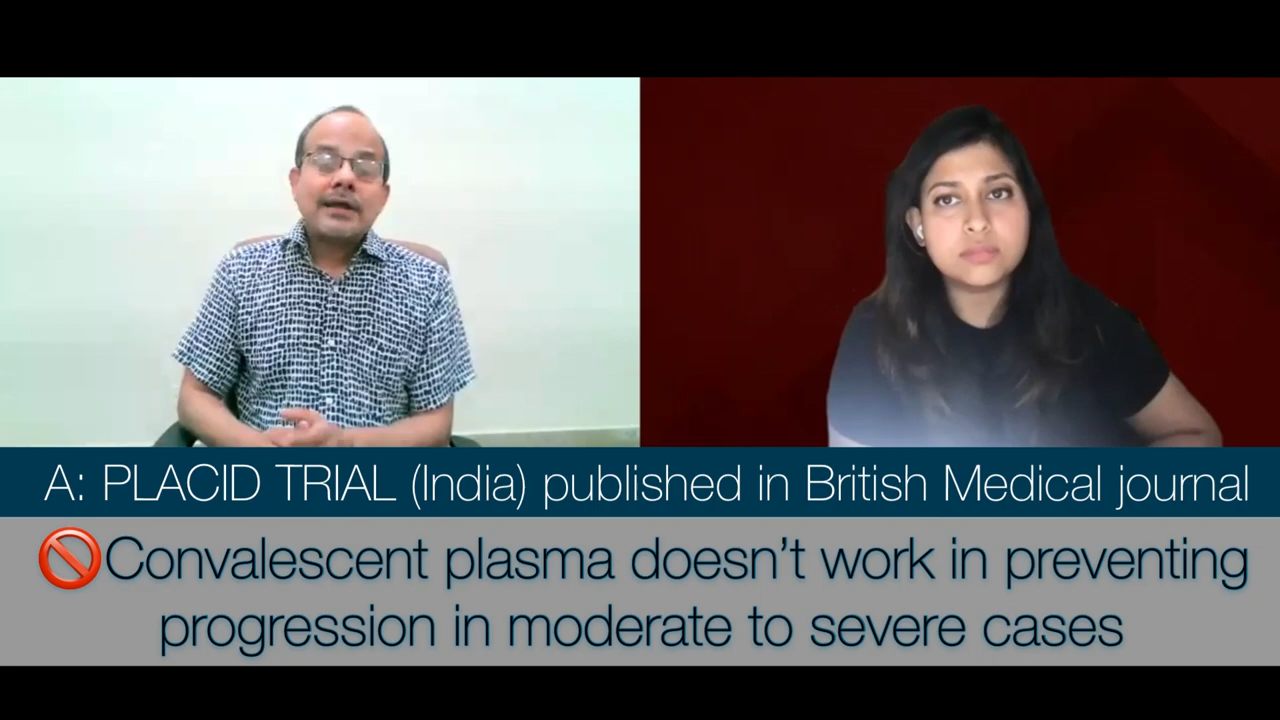 A: PLACID TRIAL (India) published in British Medical journal
🚫Convalescent plasma doesn’t work in preventing
progression in moderate to severe cases